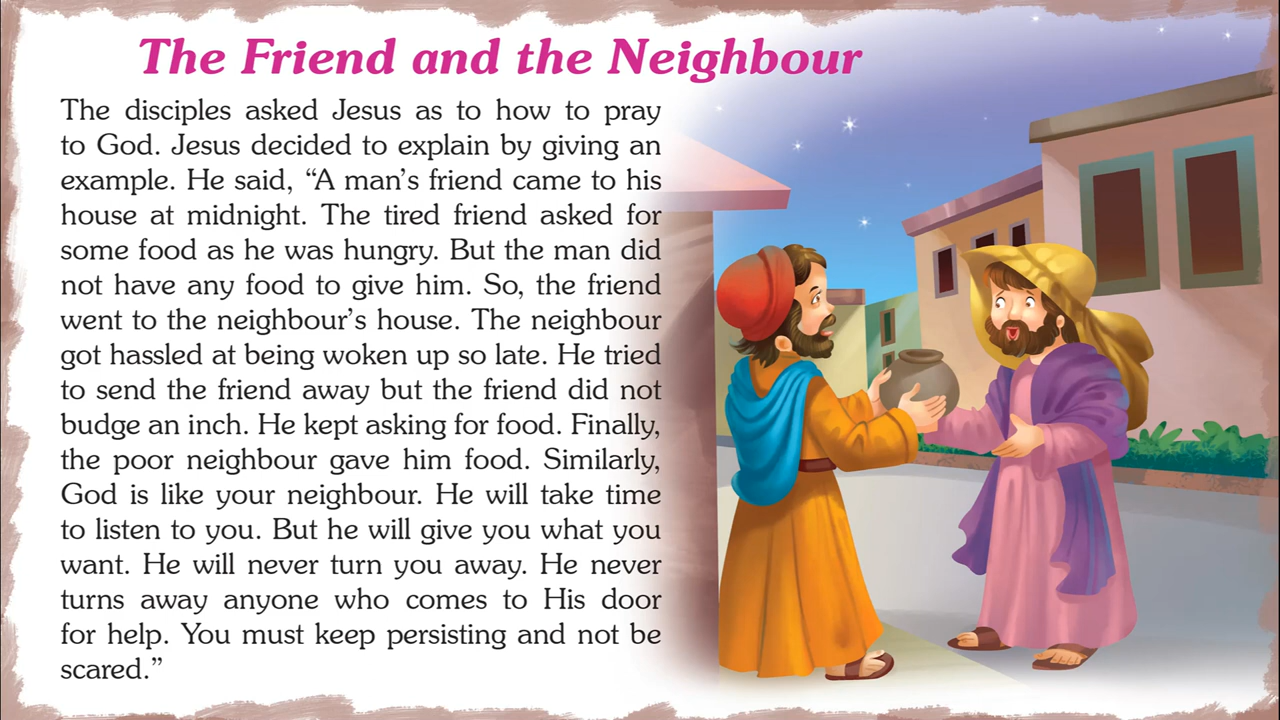 The Friend and the Neighbour
The disciples asked Jesus as to how to pray
to God. Jesus decided to explain by giving an
example. He said, “A man’s friend came to his
house at midnight. The tired friend asked for
some food as he was hungry. But the man did
not have any food to give him. So, the friend
went to the neighbour’s house. The neighbour
got hassled at being woken up so late. He tried
to send the friend away but the friend did not
budge an inch. He kept asking for food. Finally,
the poor neighbour gave him food. Similarly,
God is like your neighbour. He will take time
to listen to you. But he will give you what you
want. He will never turn you away. He never
turns away anyone who comes to His door
for help. You must keep persisting and not be
scared.”